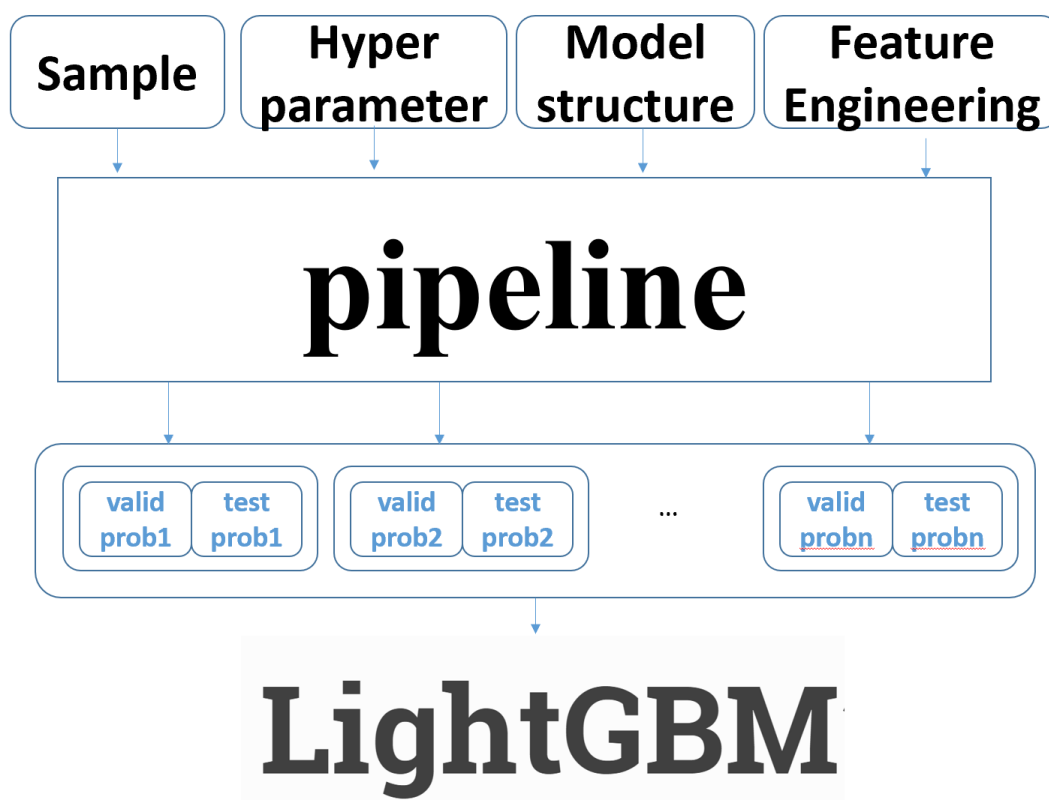 Sample
Hyper
parameter
Model
structure
Feature
Engineering
pipeline
valid
prob1
test
prob1
valid
prob2
test
prob2
...
valid
probn
test
probn
LightGBM